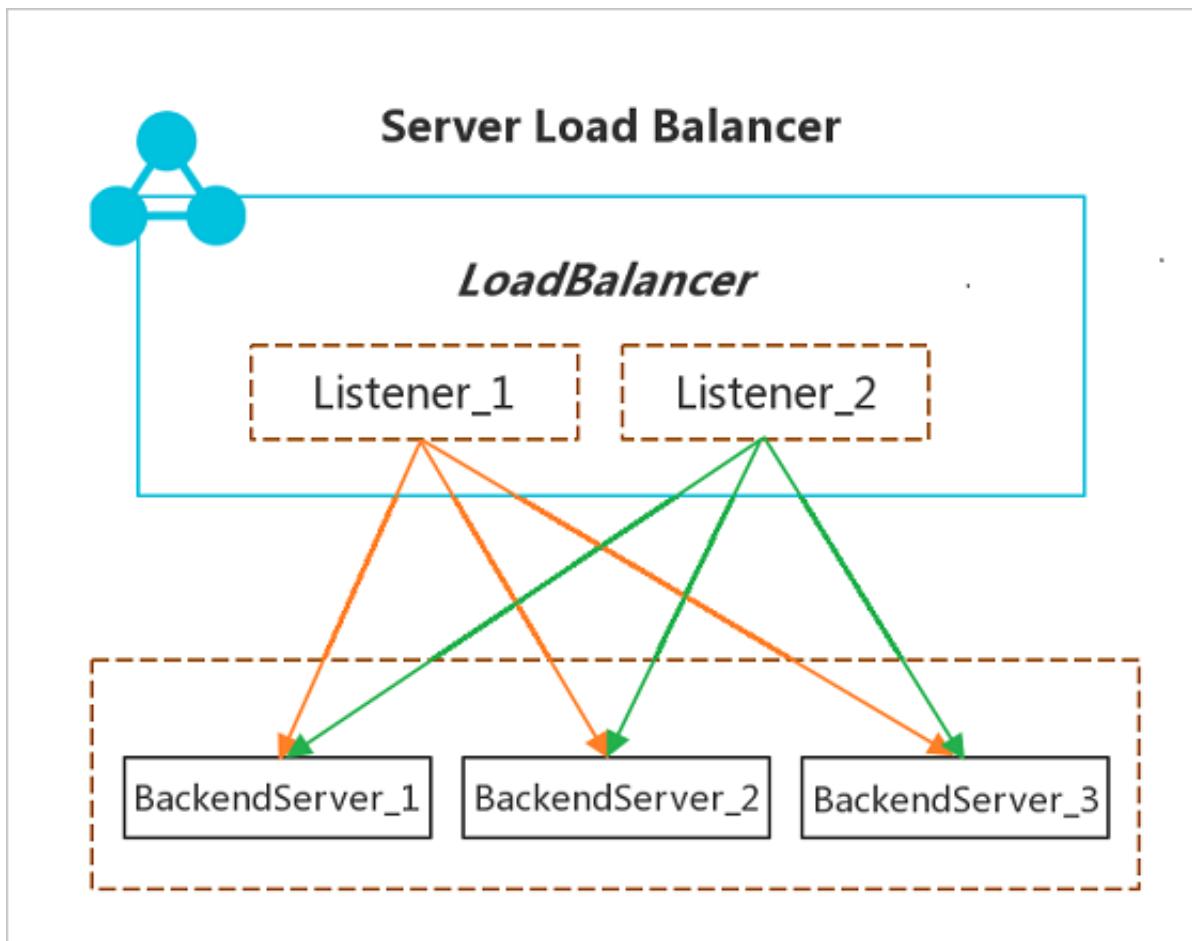 Server Load Balancer
LoadBalancer
Listener_1 Listener_2
BackendServer_1 BackendServer_2 BackendServer_3